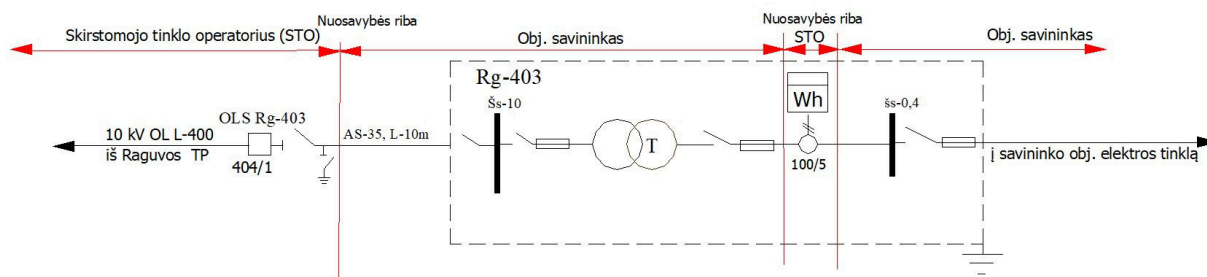 Nuosavybės riba
Nuosavybės riba
Skirstomojo tinklo operatorius (STO)
Obj. savininkas
STO
Obj. savininkas
Rg-403
Šs-10
Wh
šs-0,4
OLS Rg-403
10 kV OL L-400
AS-35, L-10m
T
iš Raguvos TP
404/1
100/5
į savininko obj. elektros tinklą